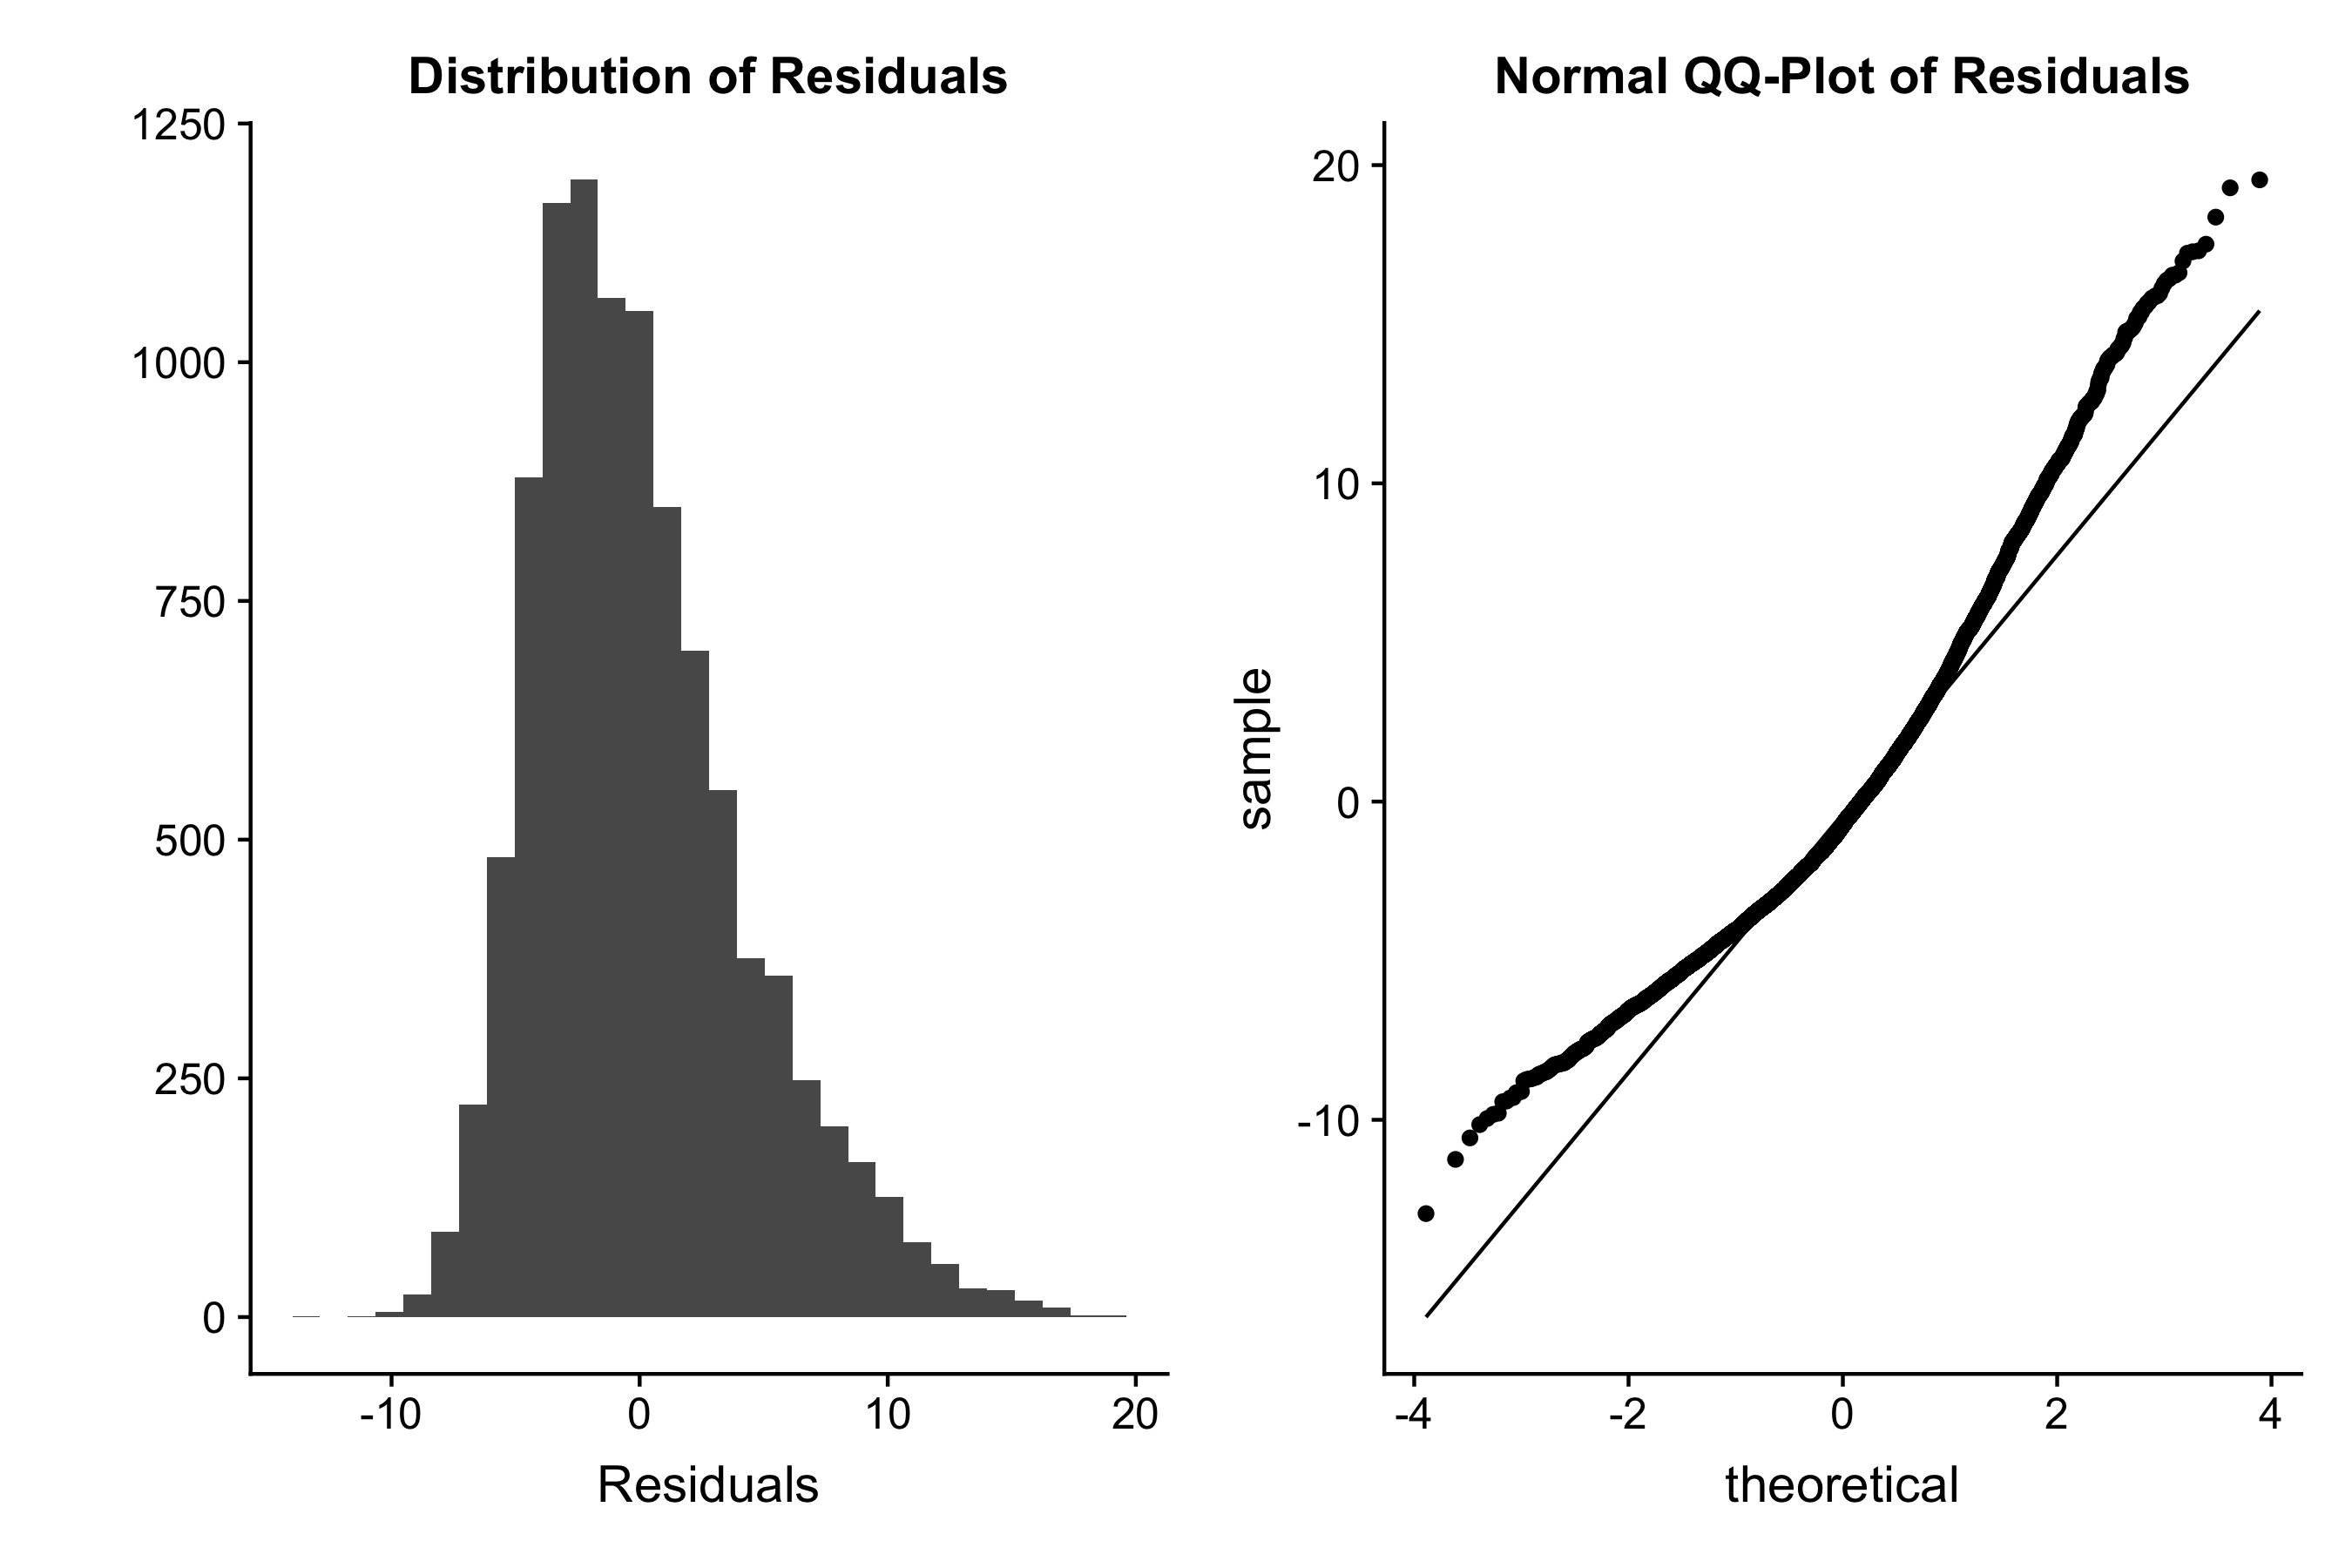 Distribution of Residuals
1250
1000
750
500
250
0
-10 0 10 20
Residuals
Normal QQ-Plot of Residuals
20
10
0
-10
sample
-4 -2 0 2 4
theoretical